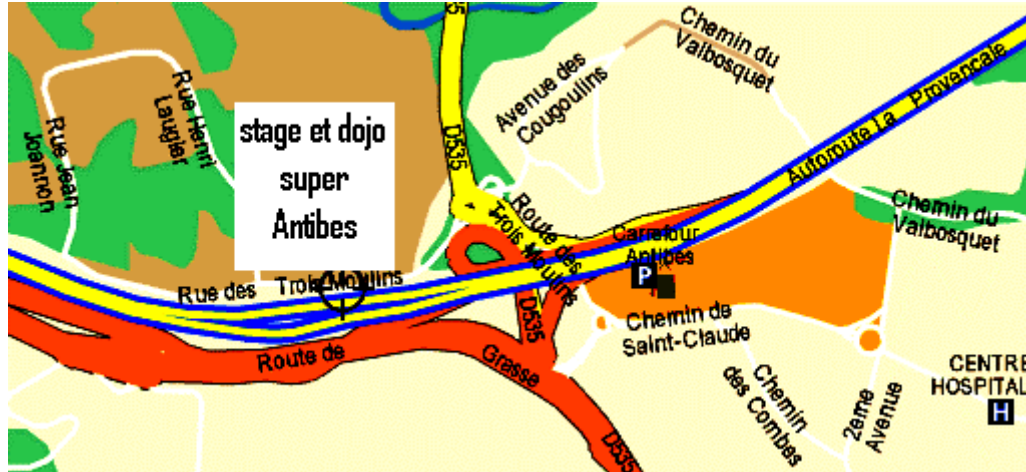 35
Chemin du
Valbosquet
Avenue des
Cougoulins
Rue Henri
Laugier
Rue Jean
Joannon
stage et dojo
super
Antibes
D535
Autoroute La Provencale
Route des
Trois Moulins
Chemin du
Valbosquet
Carrefour
Antibes
P
Rue des Trois Moulins
D535
Chemin de
Saint-Claude
Route de Grasse
Chemin
des Combes
2eme
Avenue
CENTRE
HOSPITAL
H
D535